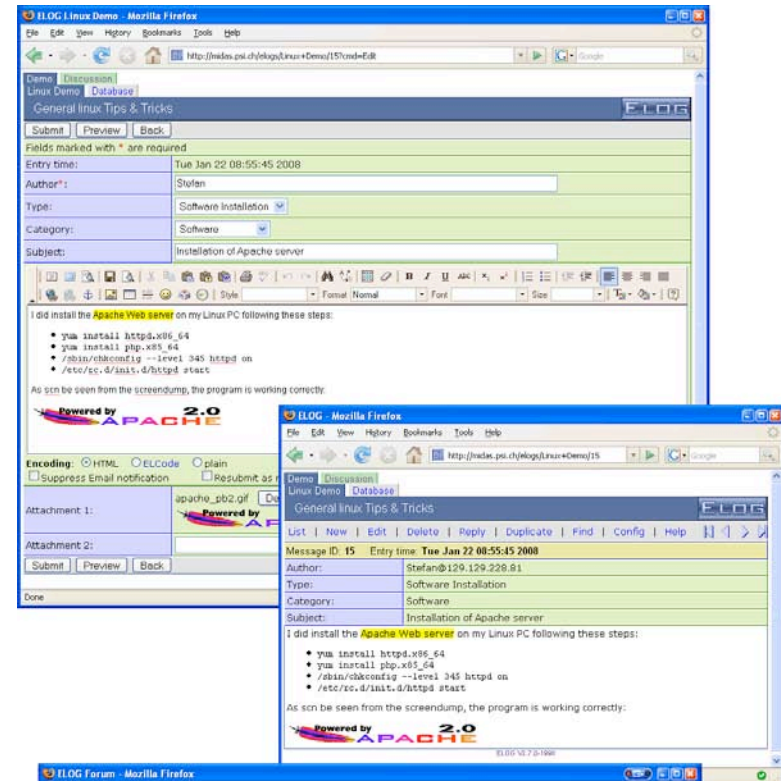 ELOG Linux Demo - Mozilla Firefox
File Edit View History Bookmarks Tools Help
http://midas.psi.ch/elogs/Linux+Demo/15?cmd=Edit
Google
Demo Discussion
Linux Demo Database
General linux Tips & Tricks
ELOG
Submit Preview Back
Fields marked with * are required
Entry time: Tue Jan 22 08:55:45 2008
Author*: Stefan
Type: Software Installation
Category: Software
Subject: Installation of Apache server
Style Format Normal Font Size
I did install the Apache Web server on my Linux PC following these steps:
yum install httpd.x86_64
yum install php.x85_64
/sbin/chkconfig --level 345 httpd on
/etc/rc.d/init.d/httpd start
As scn be seen from the screendump, the program is working correctly:
Powered by
APACHE 2.0
Encoding: HTML ELCode plain
Suppress Email notification Resubmit as
Attachment 1: apache_pb2.gif
Powered by
Attachment 2:
Submit Preview Back
Done
ELOG - Mozilla Firefox
File Edit View History Bookmarks Tools Help
http://midas.psi.ch/elogs/Linux+Demo/15
Google
Demo Discussion
Linux Demo Database
General linux Tips & Tricks
ELOG
List | New | Edit | Delete | Reply | Duplicate | Find | Config | Help
Message ID: 15 Entry time: Tue Jan 22 08:55:45 2008
Author: Stefan@129.129.228.81
Type: Software Installation
Category: Software
Subject: Installation of Apache server
I did install the Apache Web server on my Linux PC following these steps:
yum install httpd.x86_64
yum install php.x85_64
/sbin/chkconfig --level 345 httpd on
/etc/rc.d/init.d/httpd start
As scn be seen from the screendump, the program is working correctly:
Powered by
APACHE 2.0
ELOG Forum - Mozilla Firefox